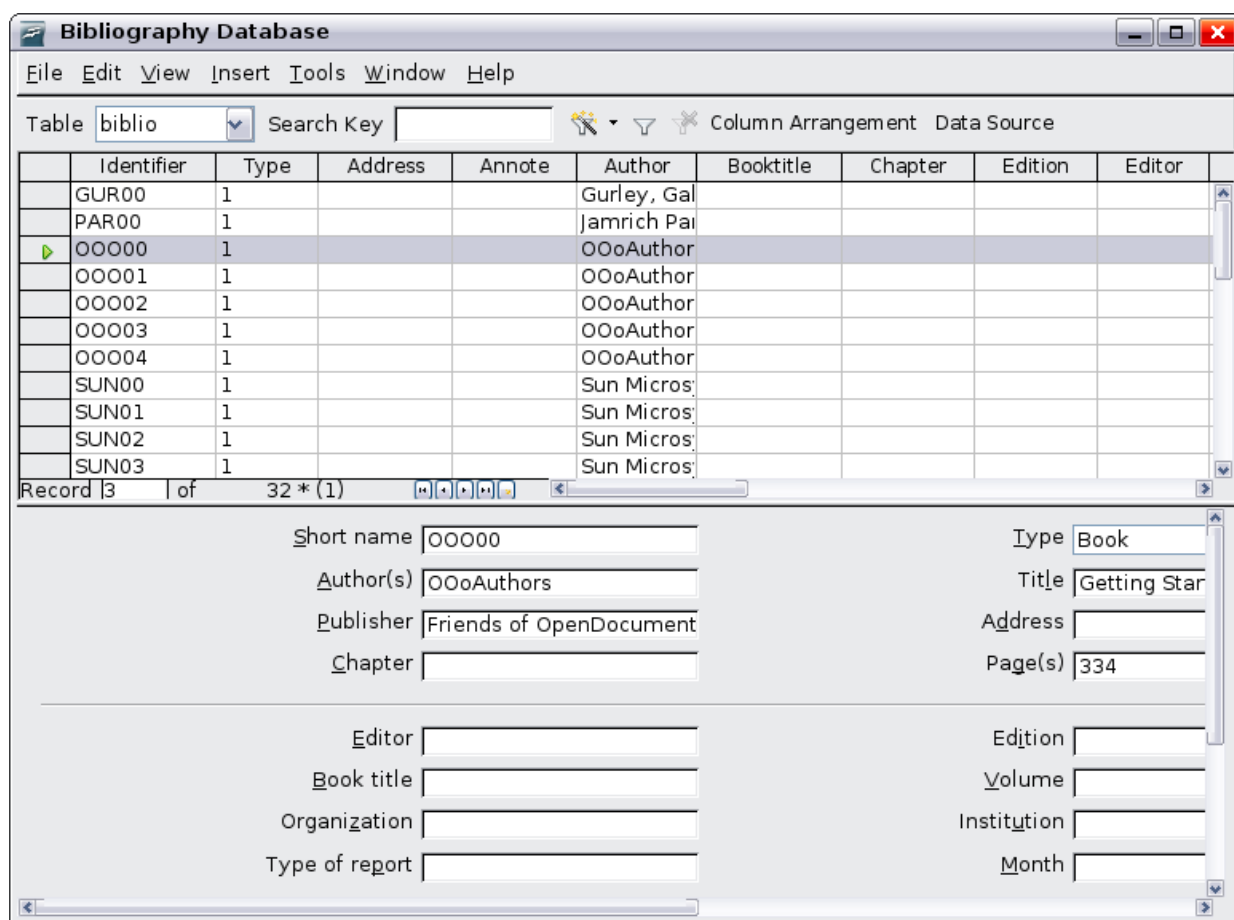 Bibliography Database
File Edit View Insert Tools Window Help
Table biblio Search Key Column Arrangement Data Source
Identifier Type Address Annote Author Booktitle Chapter Edition Editor
GUR00 1 Gurley, Gal
PAR00 1 Jamrich Par
OOO00 1 OOoAuthor
OOO01 1 OOoAuthor
OOO02 1 OOoAuthor
OOO03 1 OOoAuthor
OOO04 1 OOoAuthor
SUN00 1 Sun Micros
SUN01 1 Sun Micros
SUN02 1 Sun Micros
SUN03 1 Sun Micros
Record 3 of 32 * (1)
Short name OOO00 Type Book
Author(s) OOoAuthors Title Getting Star
Publisher Friends of OpenDocument Address
Chapter Page(s) 334
Editor Edition
Book title Volume
Organization Institution
Type of report Month